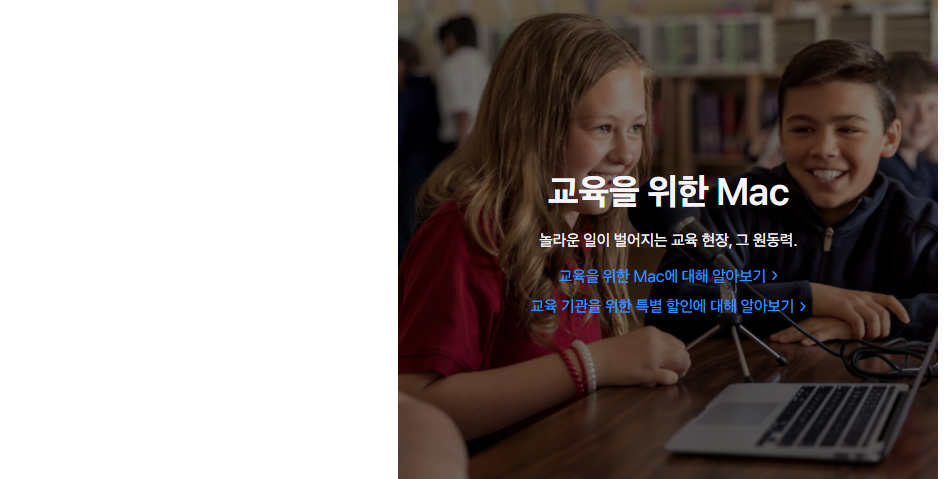 교육을 위한 Mac
놀라운 일이 벌어지는 교육 현장, 그 원동력.
교육을 위한 Mac에 대해 알아보기 >
교육 기관을 위한 특별 할인에 대해 알아보기 >